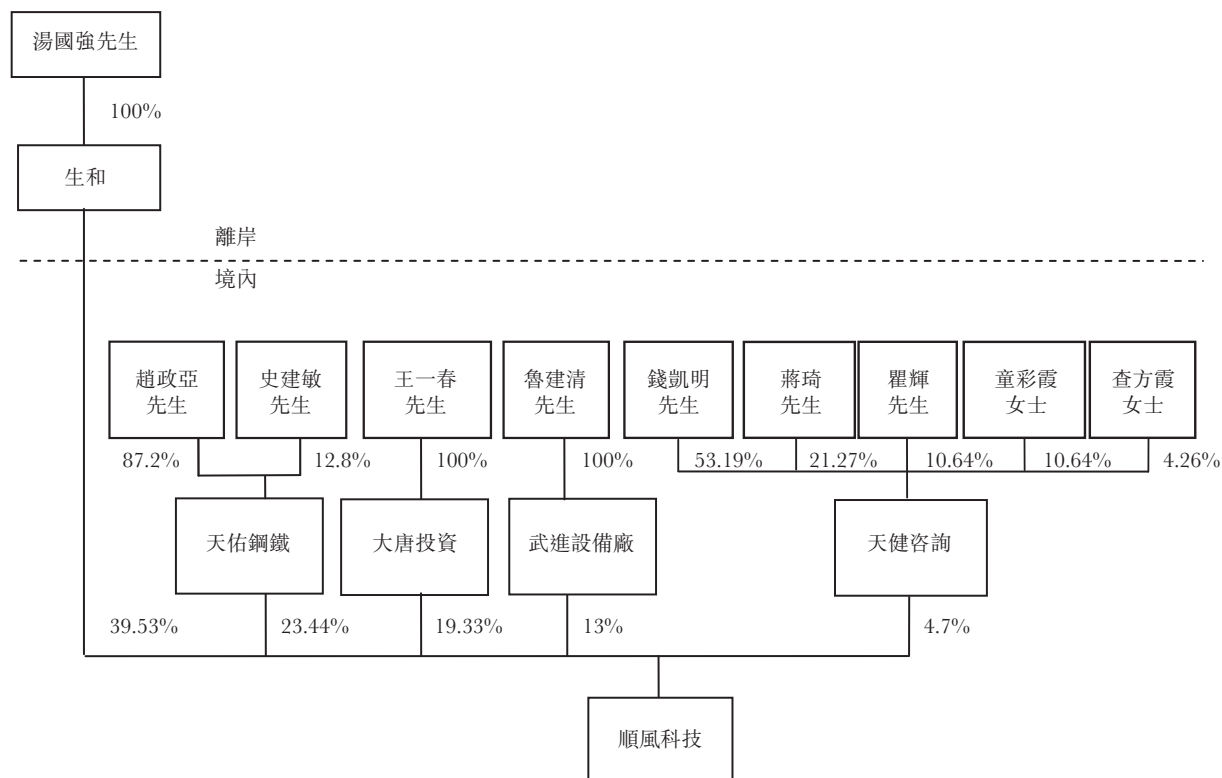 湯國強先生
100%
生和
離岸
境內
趙政亞
先生
史建敏
先生
王一春
先生
魯建清
先生
錢凱明
先生
蔣琦
先生
瞿輝
先生
童彩霞
女士
查方霞
女士
87.2%
12.8%
100%
100%
53.19%
21.27%
10.64%
10.64%
4.26%
天佑鋼鐵
大唐投資
武進設備廠
天健咨詢
39.53%
23.44%
19.33%
13%
4.7%
順風科技